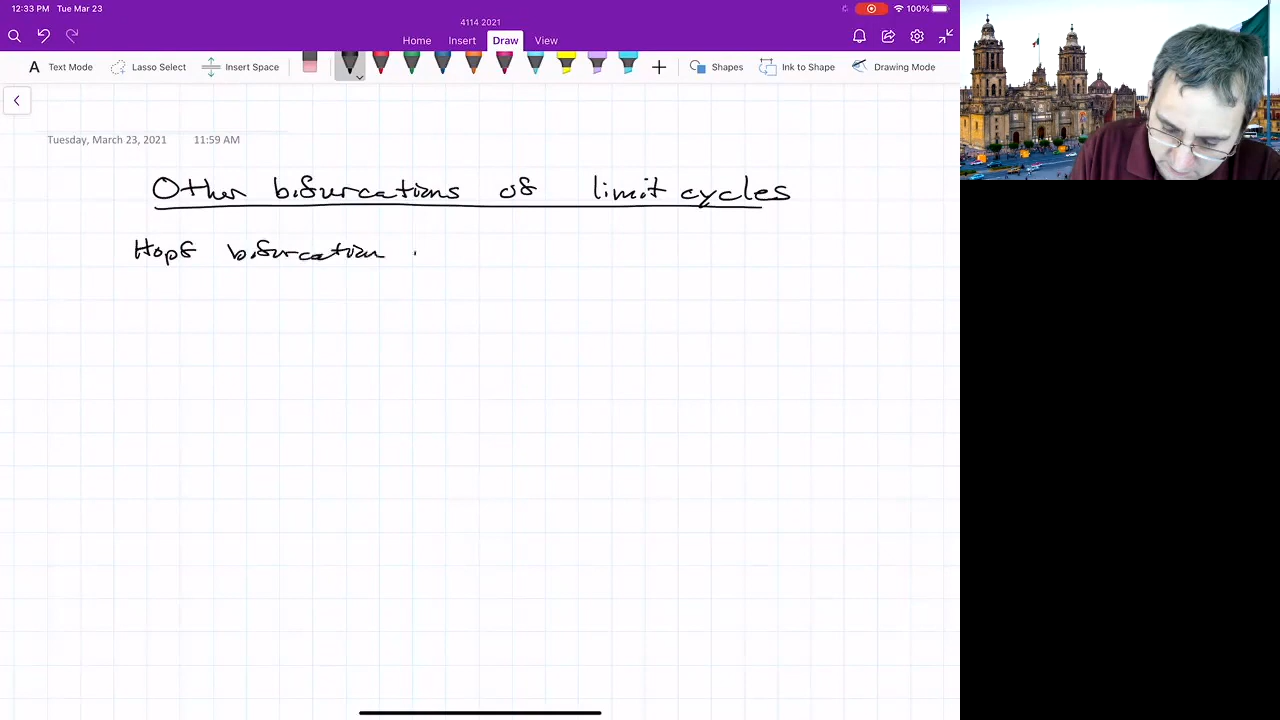 12:33 PM Tue Mar 23
100%
4114 2021
Home Insert Draw View
Text Mode Lasso Select Insert Space Shapes Ink to Shape Drawing Mode
Tuesday, March 23, 2021 11:59 AM
Other bifurcations of limit cycles
Hopf bifurcation